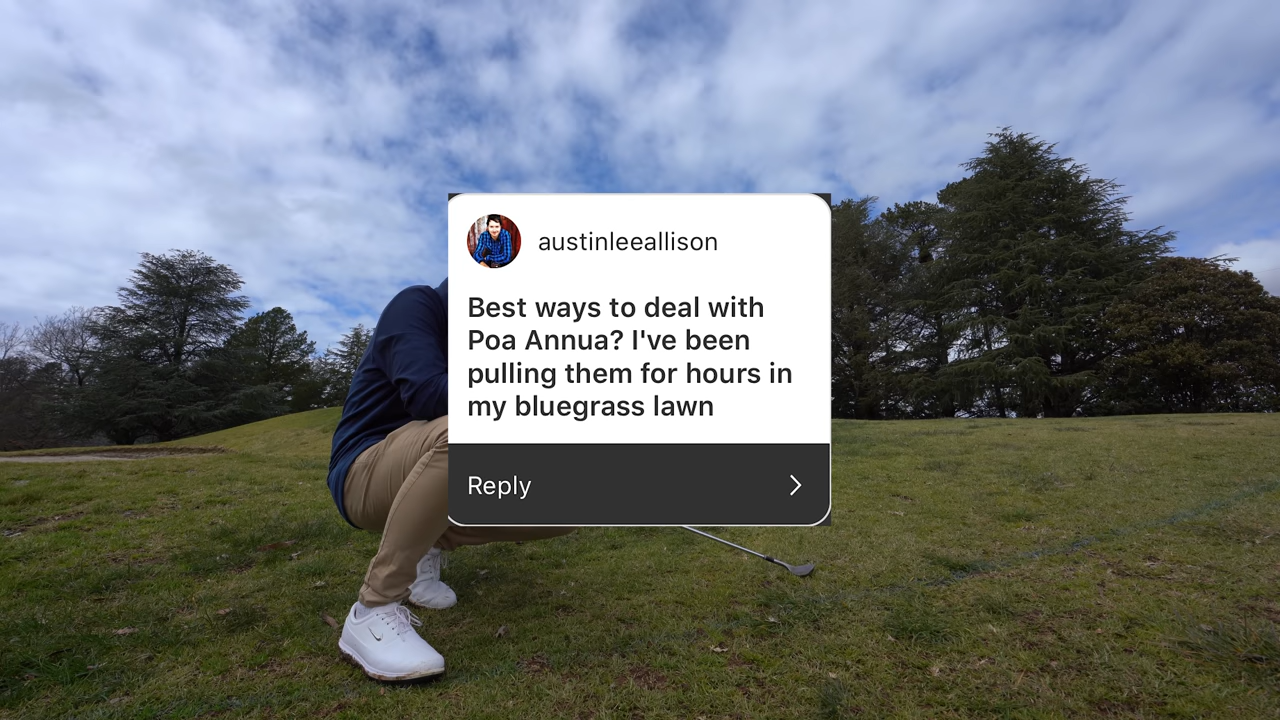 austinleeallison
Best ways to deal with
Poa Annua? I've been
pulling them for hours in
my bluegrass lawn
Reply